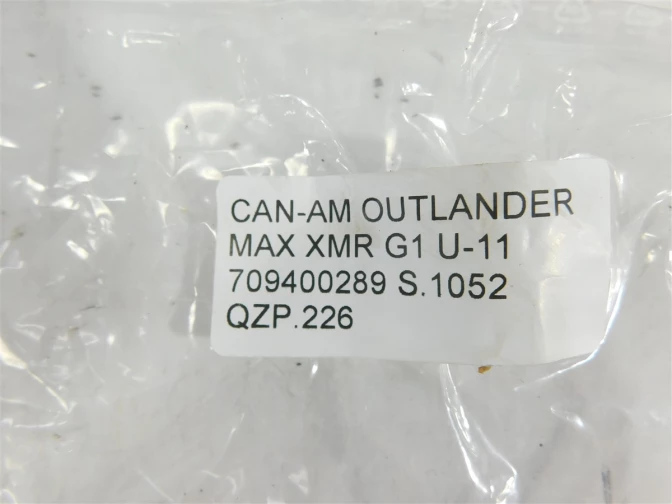 CAN-AM OUTLANDER
MAX XMR G1 U-11
709400289 S.1052
QZP.226